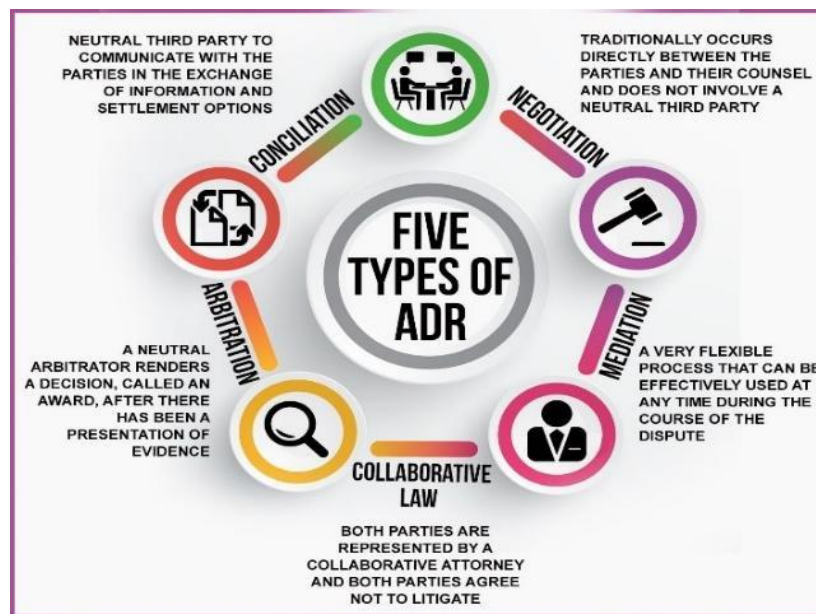 NEUTRAL THIRD PARTY TO
COMMUNICATE WITH THE
PARTIES IN THE EXCHANGE
OF INFORMATION AND
SETTLEMENT OPTIONS
CONCILIATION
TRADITIONALLY OCCURS
DIRECTLY BETWEEN THE
PARTIES AND THEIR COUNSEL
AND DOES NOT INVOLVE A
NEUTRAL THIRD PARTY
NEGOTIATION
FIVE
TYPES OF
ADR
ARBITRATION
A NEUTRAL
ARBITRATOR RENDERS
A DECISION, CALLED AN
AWARD, AFTER THERE
HAS BEEN A
PRESENTATION OF
EVIDENCE
MEDIATION
A VERY FLEXIBLE
PROCESS THAT CAN BE
EFFECTIVELY USED AT
ANY TIME DURING THE
COURSE OF THE
DISPUTE
COLLABORATIVE
LAW
BOTH PARTIES ARE
REPRESENTED BY A
COLLABORATIVE ATTORNEY
AND BOTH PARTIES AGREE
NOT TO LITIGATE